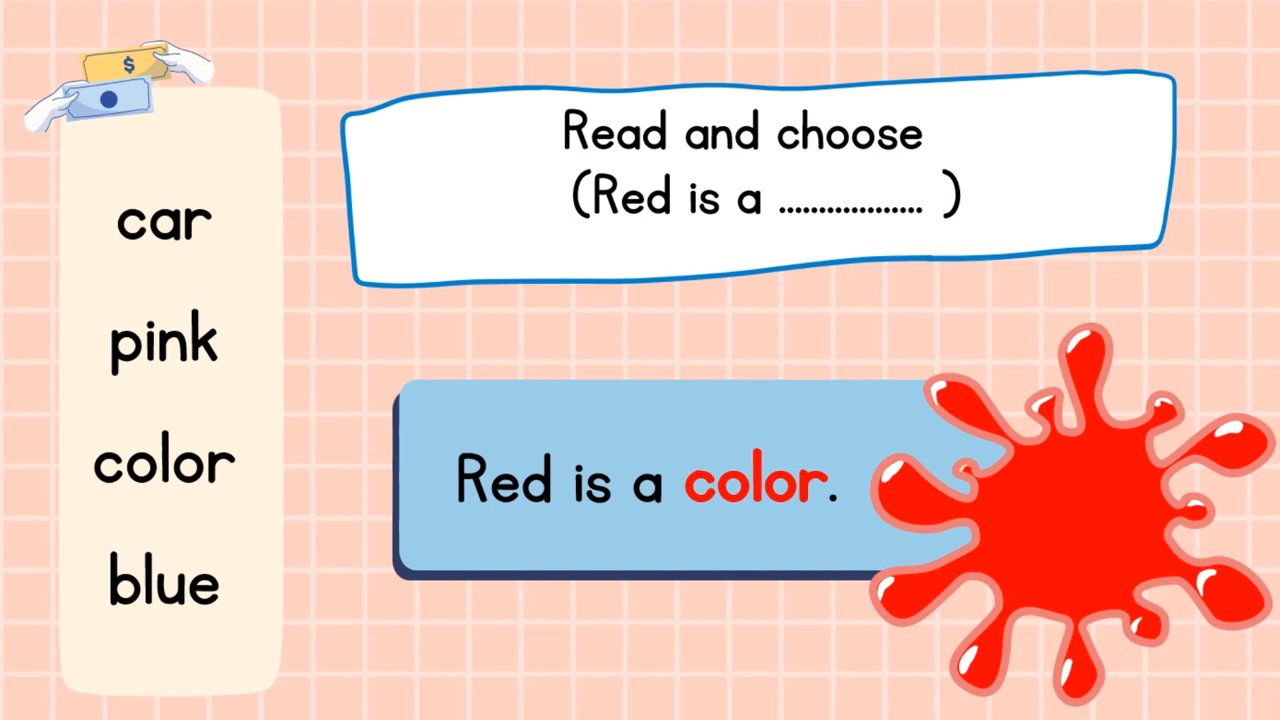 $
car
pink
color
blue
Read and choose
(Red is a .................. )
Red is a color.